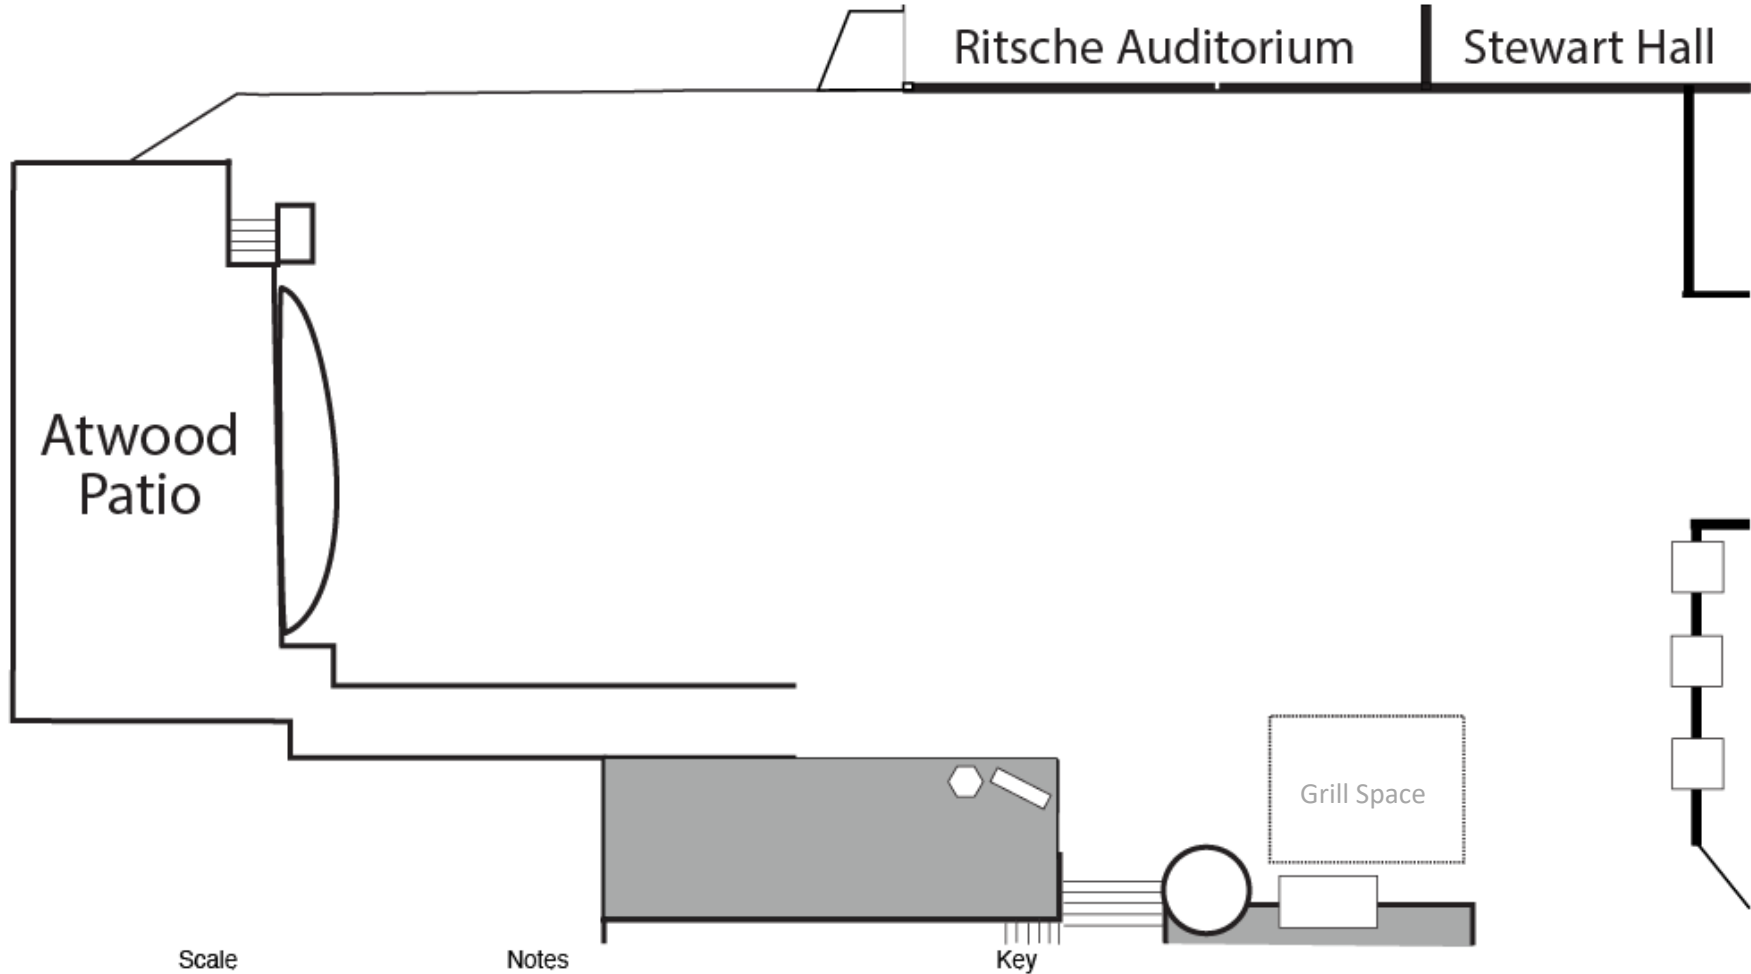 Ritsche Auditorium
Stewart Hall
Atwood
Patio
Grill Space
Scale
Notes
Key